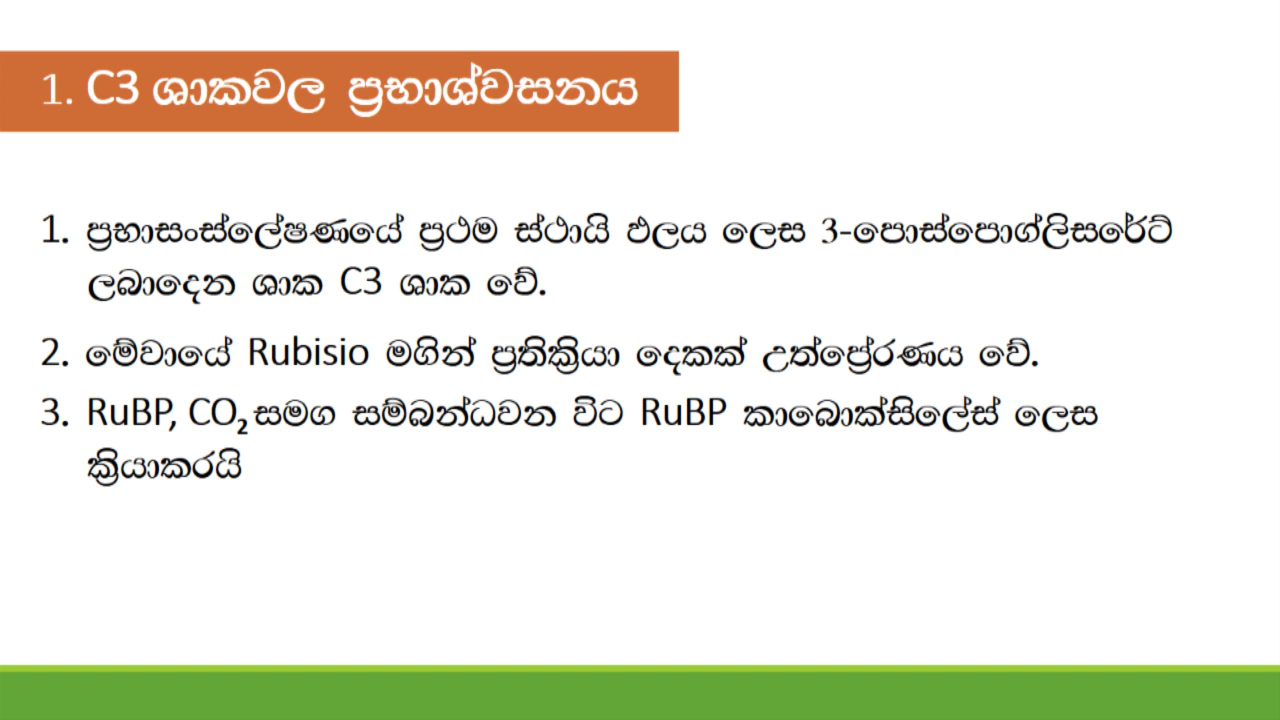 1. C3 ශාකවල ප්‍රභාශ්වසනය
1. ප්‍රභාසංස්ලේෂණයේ ප්‍රථම ස්ථායි ඵලය ලෙස 3-පොස්පොග්ලිසරේට්
ලබාදෙන ශාක C3 ශාක වේ.
2. මේවායේ Rubisio මගින් ප්‍රතික්‍රියා දෙකක් උත්ප්‍රේරණය වේ.
3. RuBP, CO₂ සමග සම්බන්ධවන විට RuBP කාබොක්සිලේස් ලෙස
ක්‍රියාකරයි